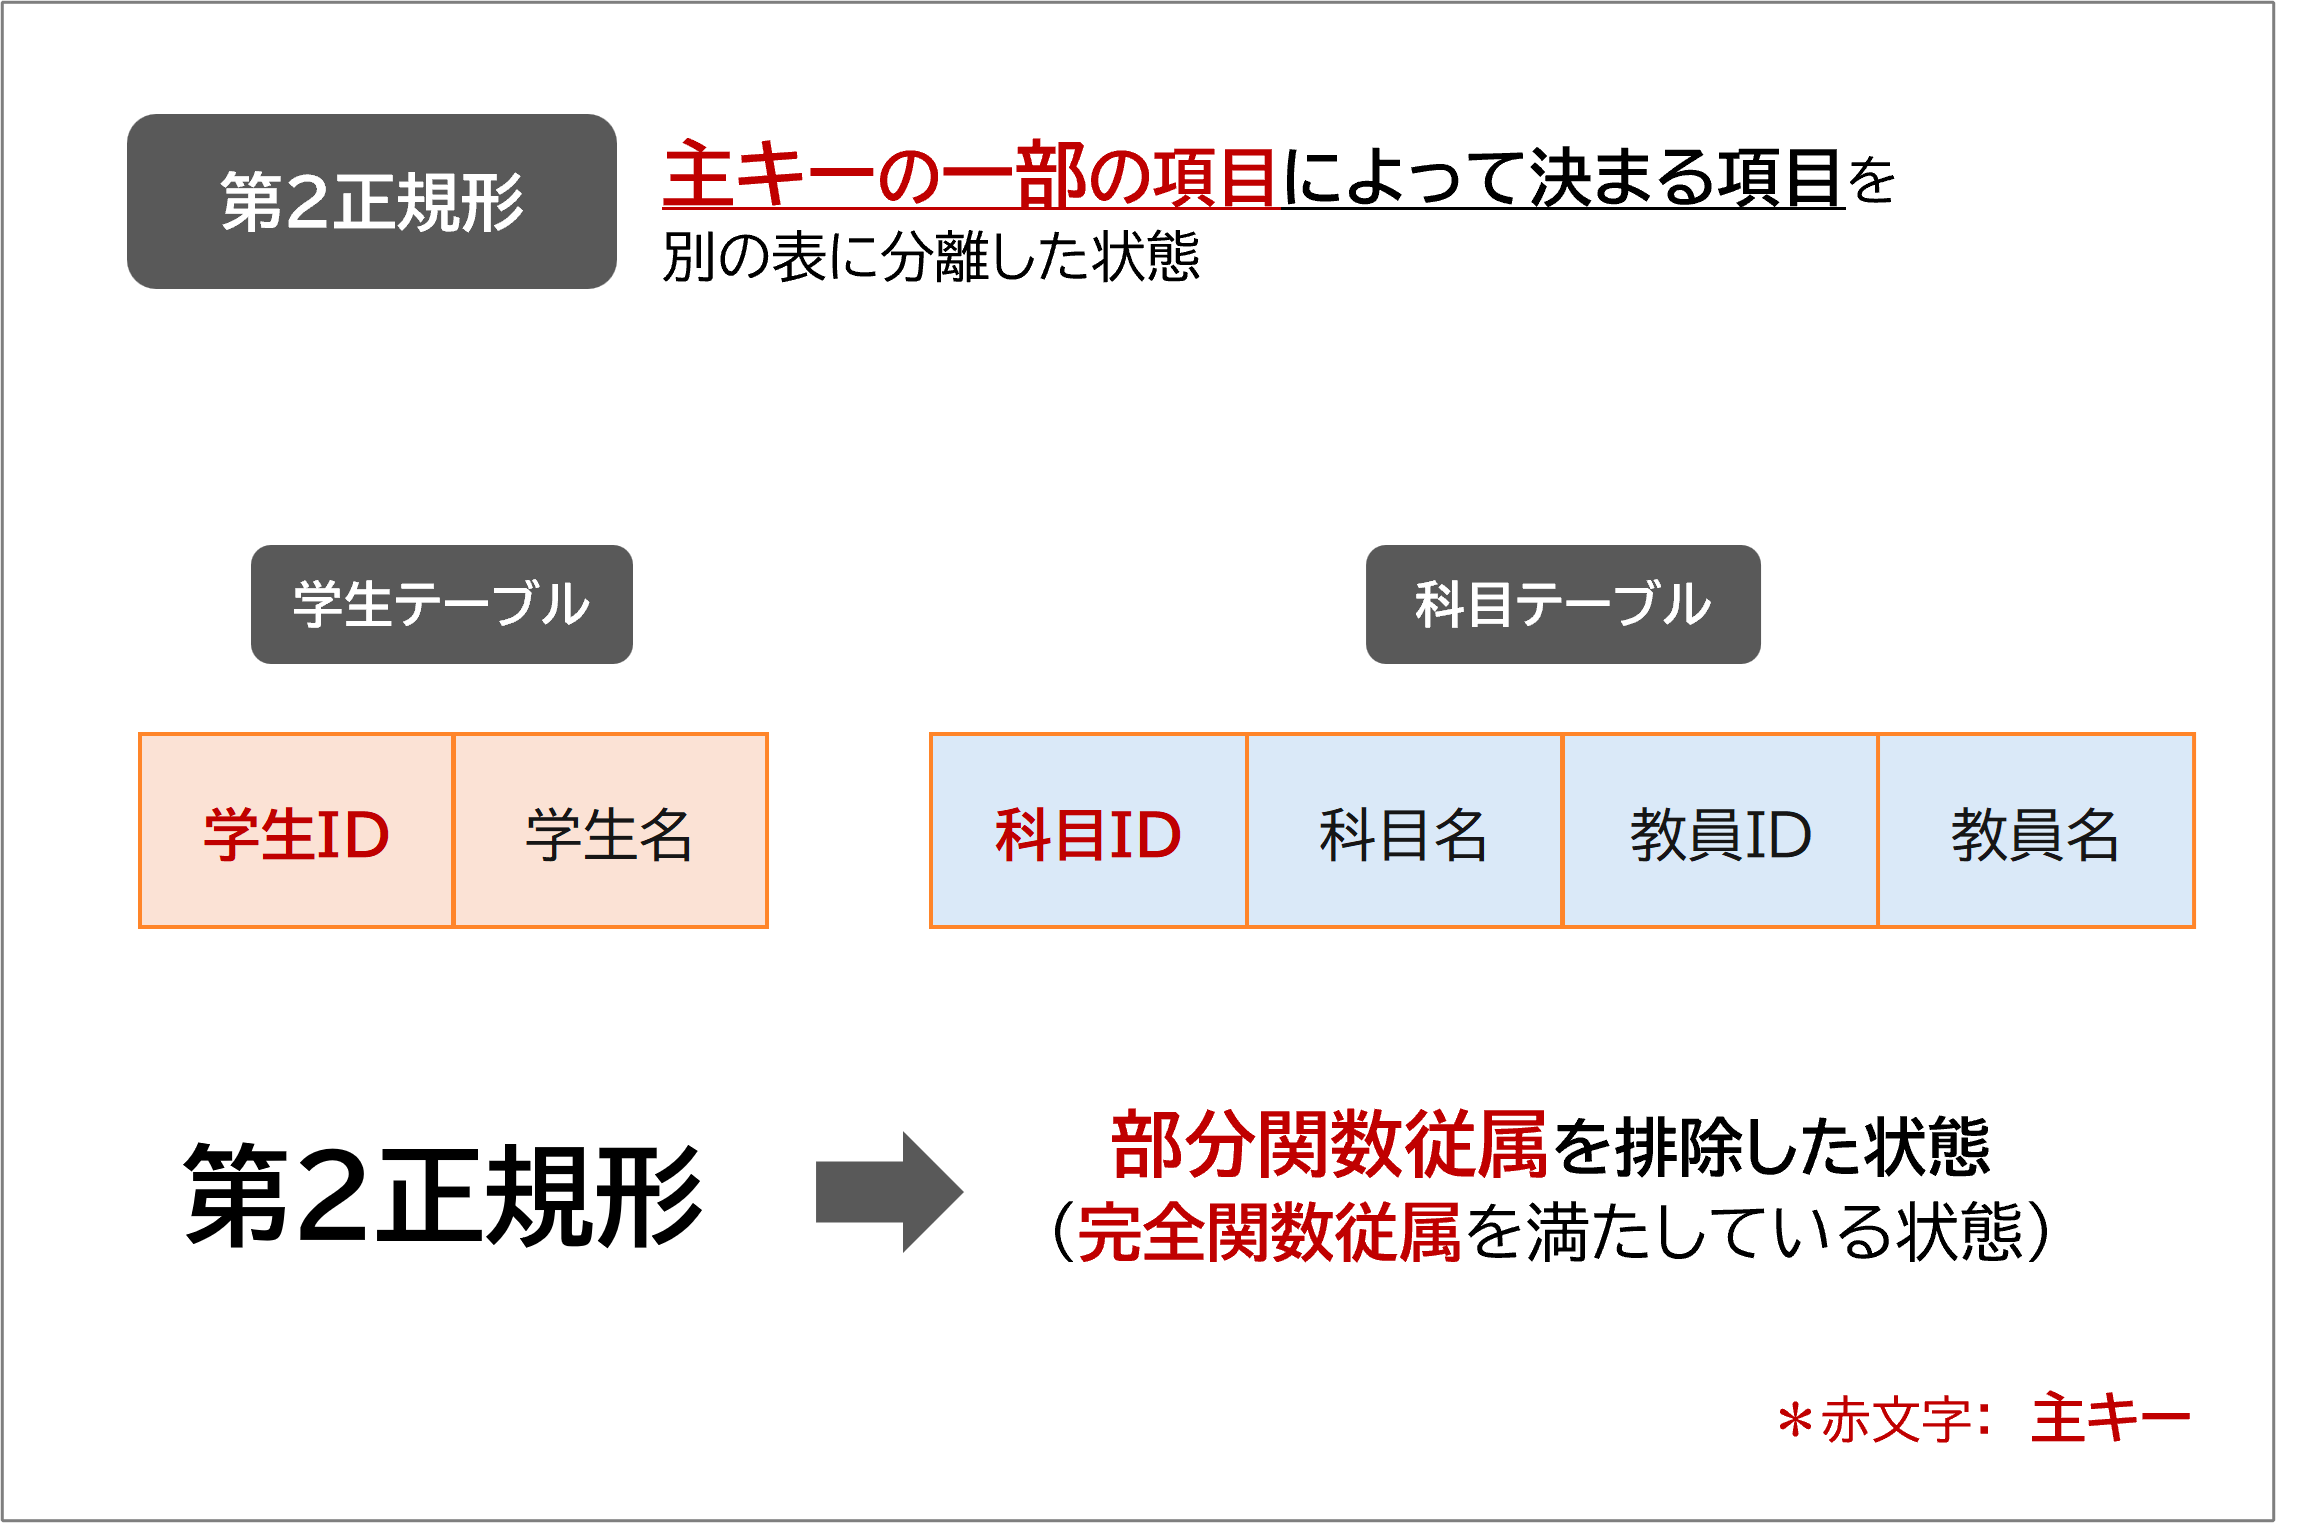 第2正規形
主キーの一部の項目によって決まる項目を
別の表に分離した状態
学生テーブル
科目テーブル
学生ID 学生名
科目ID 科目名 教員ID 教員名
第2正規形
部分関数従属を排除した状態
（完全関数従属を満たしている状態）
＊赤文字： 主キー